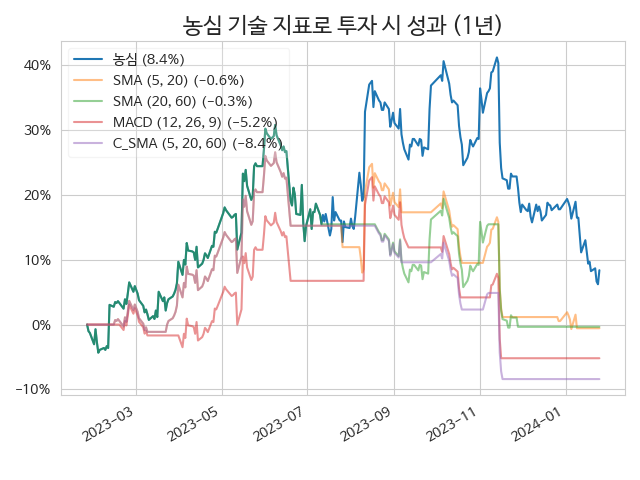 농심 기술 지표로 투자 시 성과 (1년)
농심 (8.4%)
SMA (5, 20) (−0.6%)
SMA (20, 60) (−0.3%)
MACD (12, 26, 9) (−5.2%)
C_SMA (5, 20, 60) (−8.4%)
40%
30%
20%
10%
0%
−10%
2023−03
2023−05
2023−07
2023−09
2023−11
2024−01